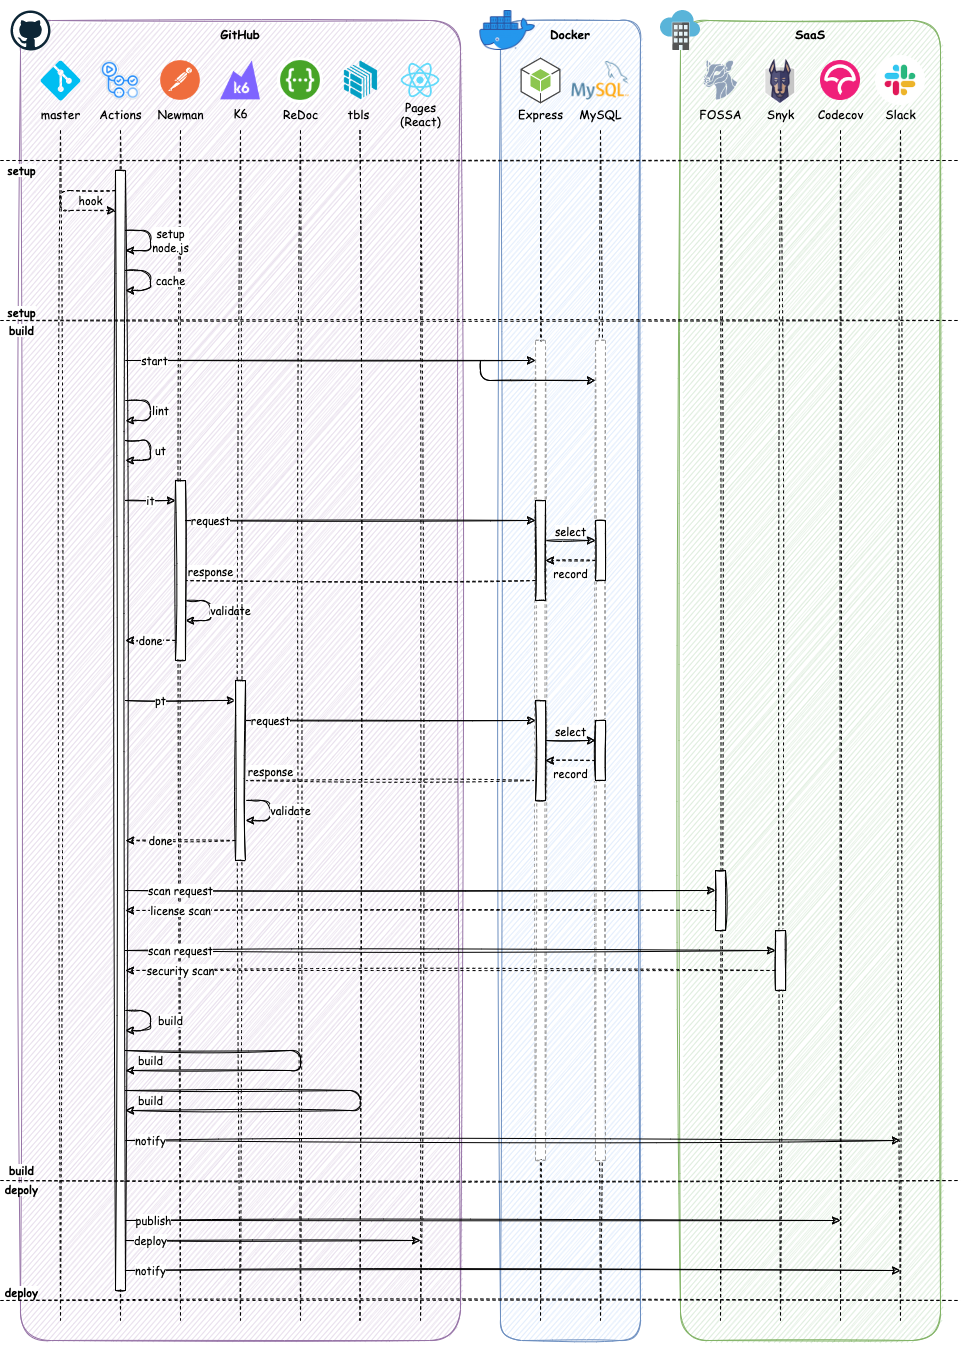 GitHub
Docker
SaaS
k6
MySQL
master
Actions
Newman
K6
ReDoc
tbls
Pages
(React)
Express
MySQL
FOSSA
Snyk
Codecov
Slack
setup
hook
setup
node.js
cache
setup
build
start
lint
ut
it
request
select
record
response
validate
done
pt
request
select
record
response
validate
done
scan request
license scan
scan request
security scan
build
build
build
notify
build
depoly
publish
deploy
notify
deploy